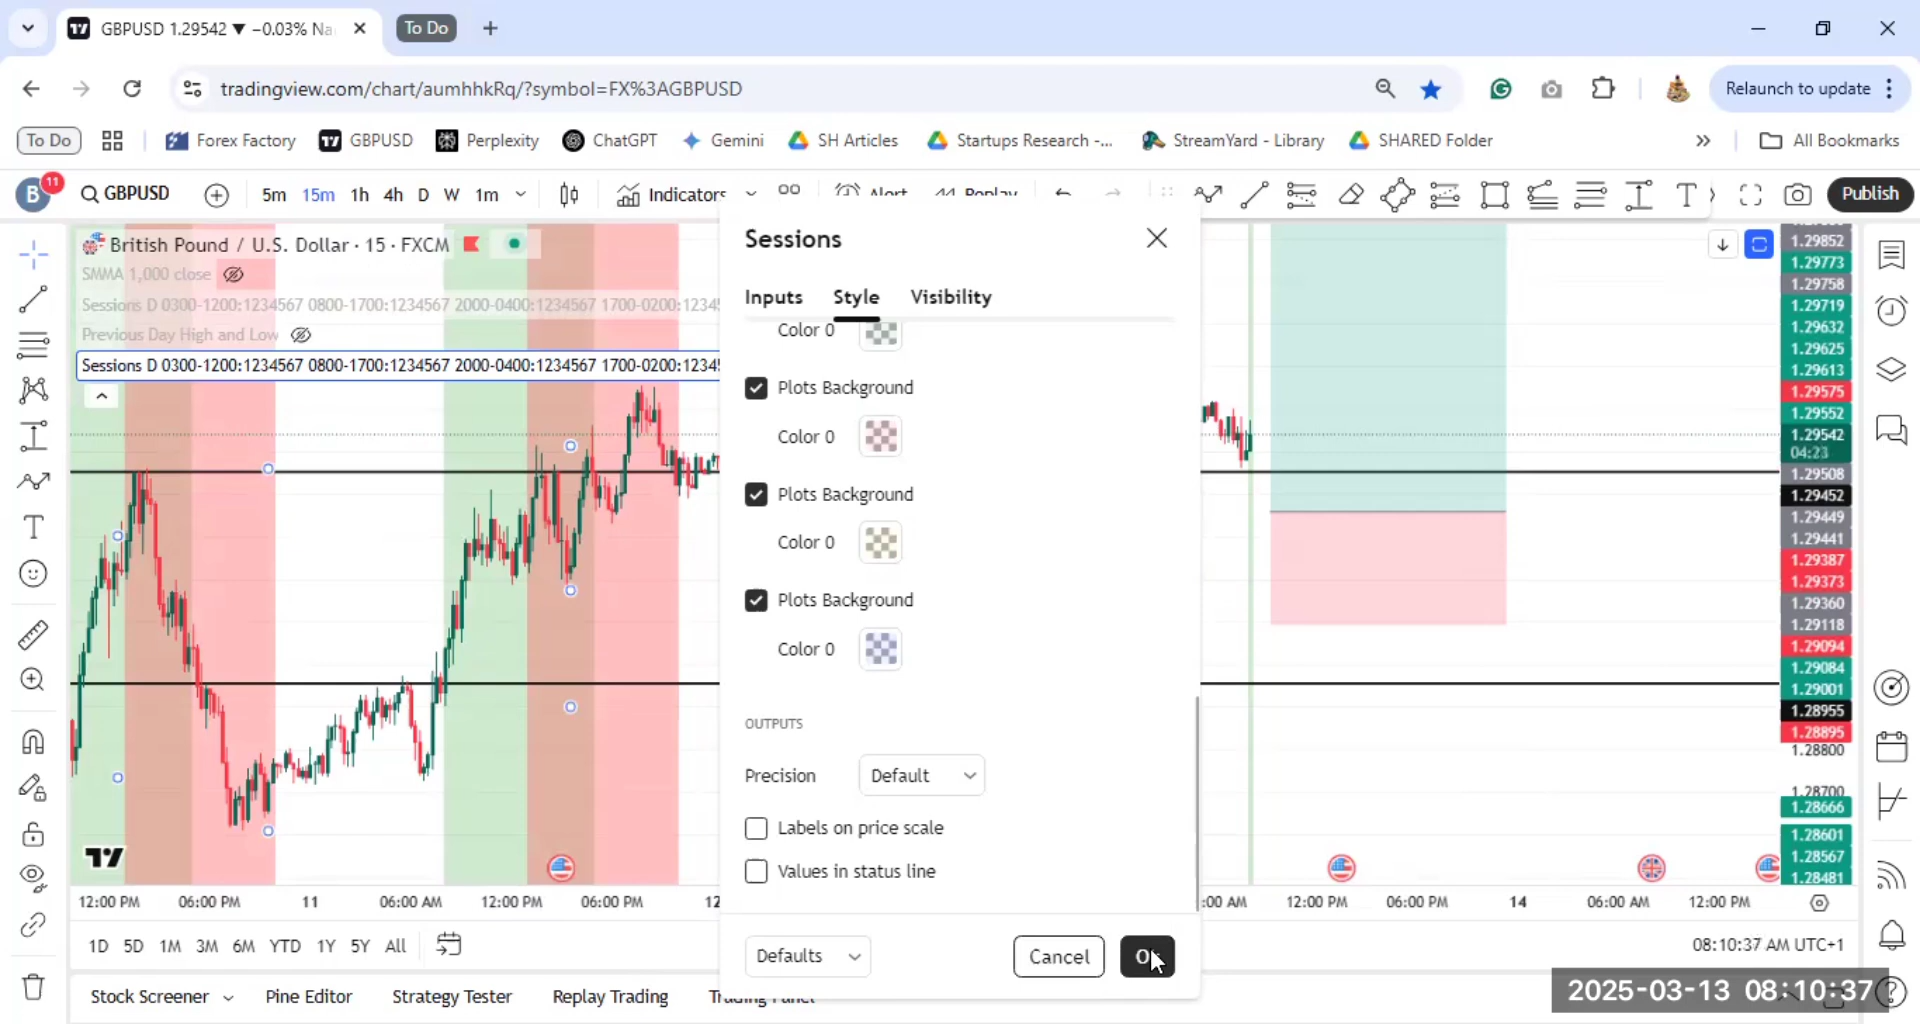 GBPUSD 1.29542 ▼ −0.03% Na
To Do
tradingview.com/chart/aumhhkRq/?symbol=FX%3AGBPUSD
Relaunch to update
To Do
Forex Factory
GBPUSD
Perplexity
ChatGPT
Gemini
SH Articles
Startups Research -...
StreamYard - Library
SHARED Folder
All Bookmarks
B
11
GBPUSD
5m 15m 1h 4h D W 1m
Indicators
Alert
Replay
Publish
British Pound / U.S. Dollar · 15 · FXCM
SMMA 1,000 close
Sessions D 0300-1200:1234567 0800-1700:1234567 2000-0400:1234567 1700-0200:1234
Previous Day High and Low
Sessions D 0300-1200:1234567 0800-1700:1234567 2000-0400:1234567 1700-0200:1234
Sessions
Inputs
Style
Visibility
Color 0
Plots Background
Color 0
Plots Background
Color 0
Plots Background
Color 0
OUTPUTS
Precision
Default
Labels on price scale
Values in status line
Defaults
Cancel
O
1.29852
1.29773
1.29758
1.29719
1.29632
1.29625
1.29613
1.29575
1.29552
1.29542
04:23
1.29508
1.29452
1.29449
1.29441
1.29387
1.29373
1.29360
1.29118
1.29094
1.29084
1.29001
1.28955
1.28895
1.28800
1.28700
1.28666
1.28601
1.28567
1.28481
12:00 PM
06:00 PM
11
06:00 AM
12:00 PM
06:00 PM
12
:00 AM
12:00 PM
06:00 PM
14
06:00 AM
12:00 PM
1D 5D 1M 3M 6M YTD 1Y 5Y All
08:10:37 AM UTC+1
Stock Screener
Pine Editor
Strategy Tester
Replay Trading
Trading Panel
2025-03-13 08:10:37